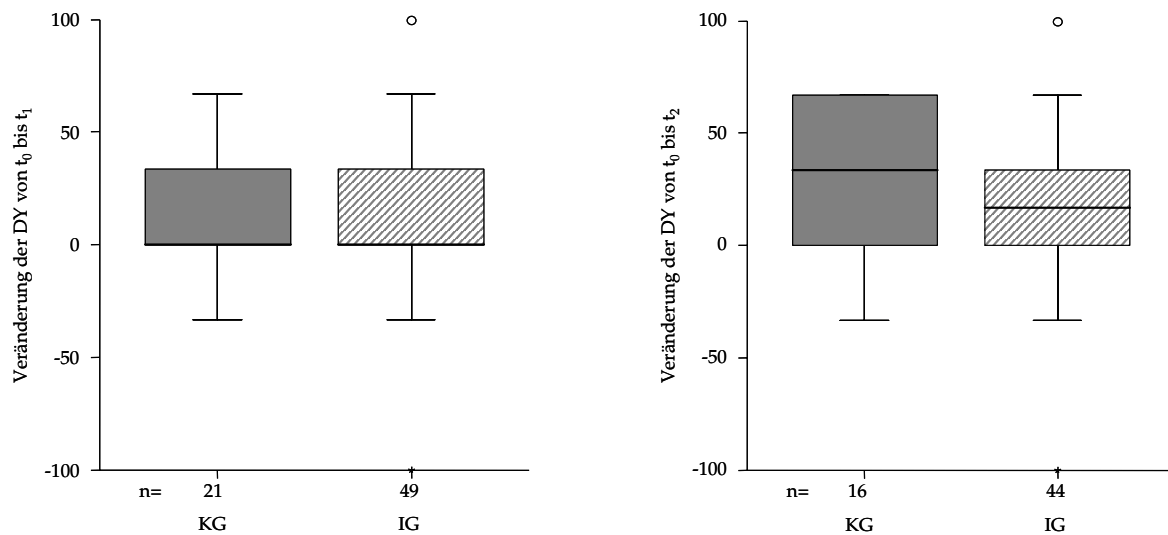 Veränderung der DY von t₀ bis t₁
100
50
0
-50
-100
n= 21 49
KG IG
Veränderung der DY von t₀ bis t₂
100
50
0
-50
-100
n= 16 44
KG IG